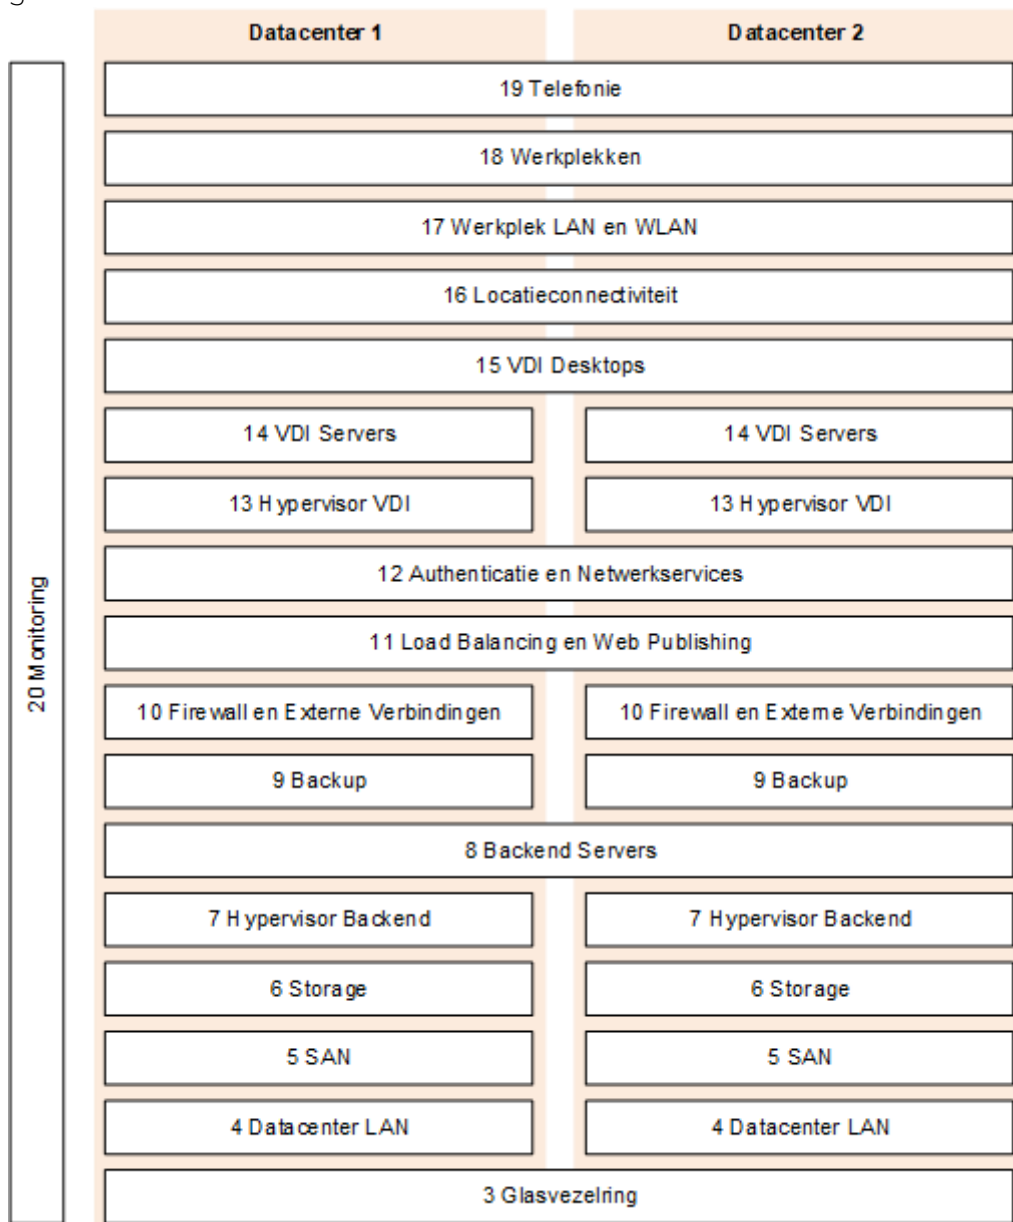 Datacenter 1 Datacenter 2
19 Telefonie
18 Werkplekken
17 Werkplek LAN en WLAN
16 Locatieconnectiviteit
15 VDI Desktops
14 VDI Servers 14 VDI Servers
13 Hypervisor VDI 13 Hypervisor VDI
12 Authenticatie en Netwerkservices
11 Load Balancing en Web Publishing
10 Firewall en Externe Verbindingen 10 Firewall en Externe Verbindingen
9 Backup 9 Backup
8 Backend Servers
7 Hypervisor Backend 7 Hypervisor Backend
6 Storage 6 Storage
5 SAN 5 SAN
4 Datacenter LAN 4 Datacenter LAN
3 Glasvezelring
20 Monitoring